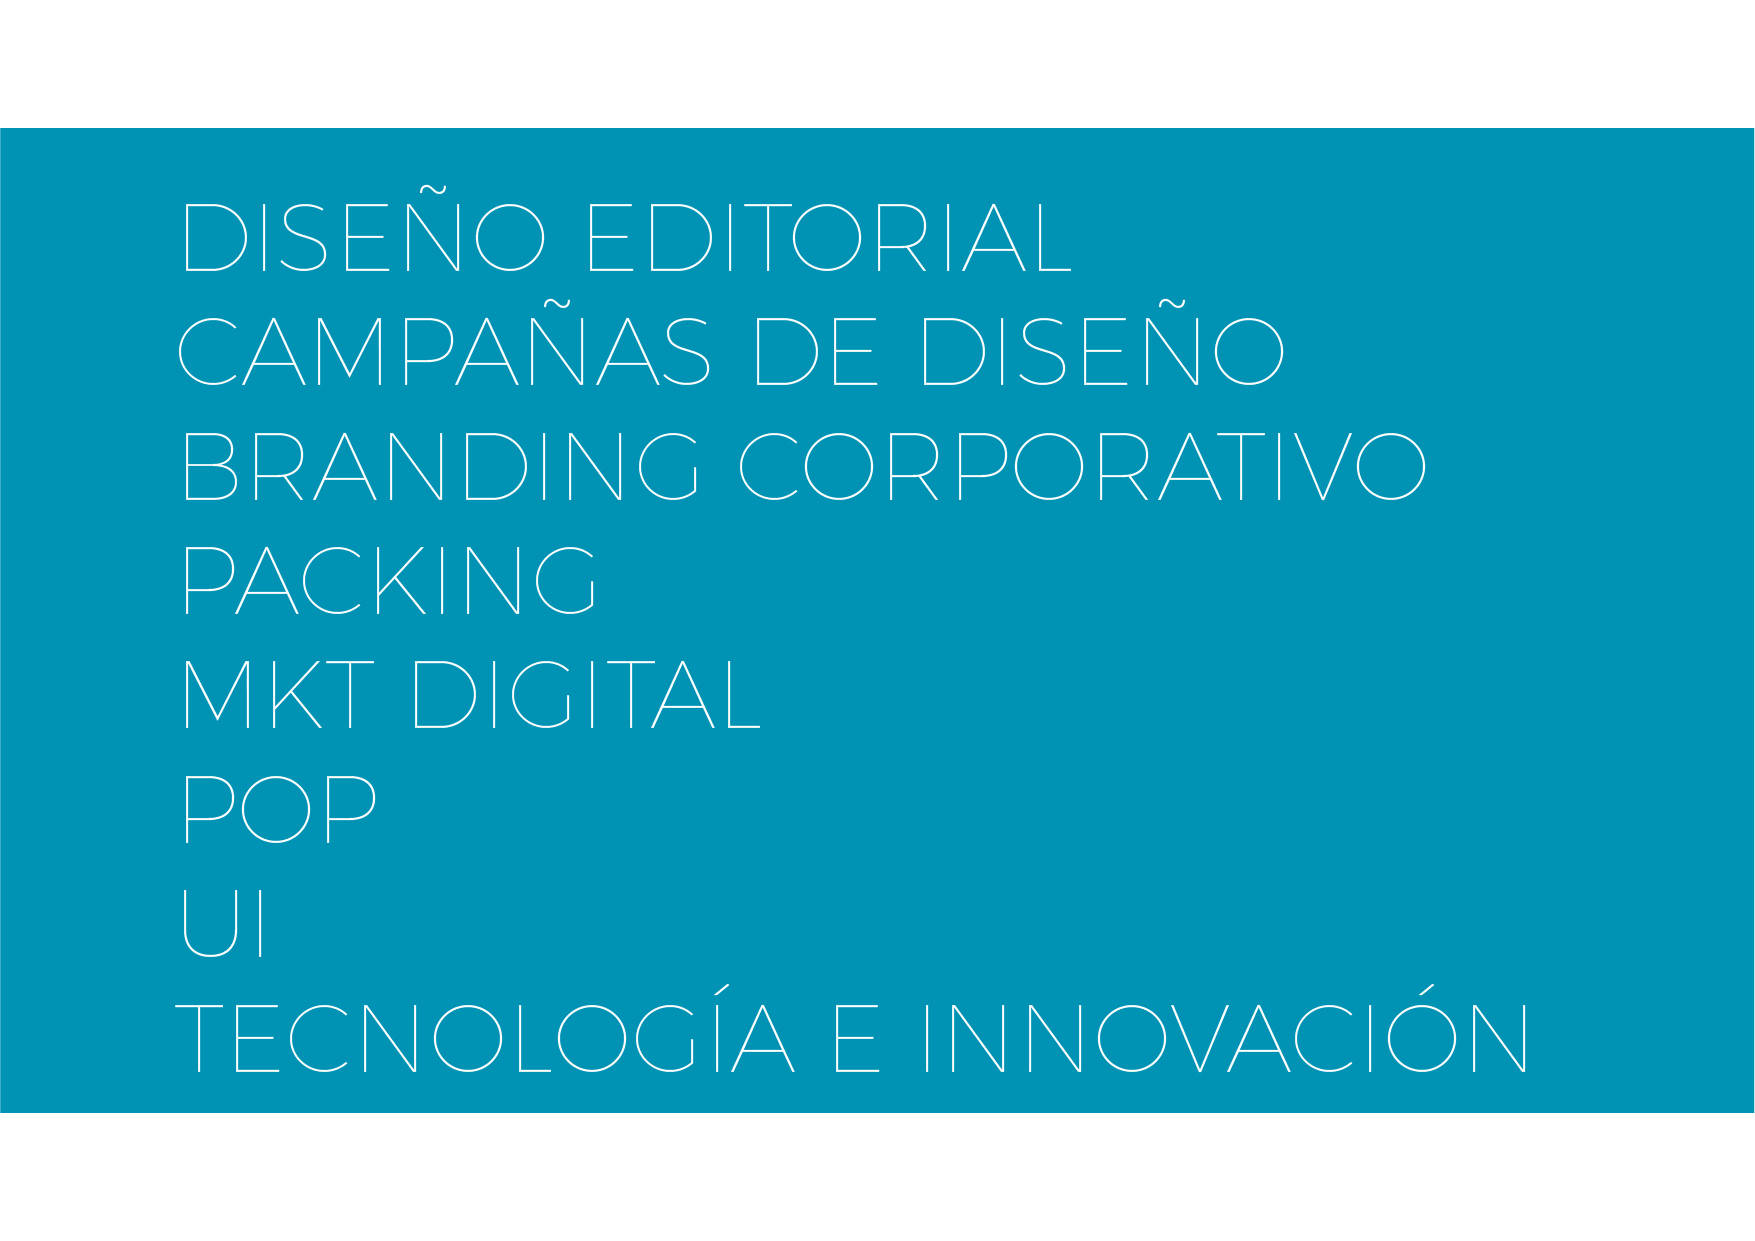 DISEÑO EDITORIAL
CAMPAÑAS DE DISEÑO
BRANDING CORPORATIVO
PACKING
MKT DIGITAL
POP
UI
TECNOLOGÍA E INNOVACIÓN